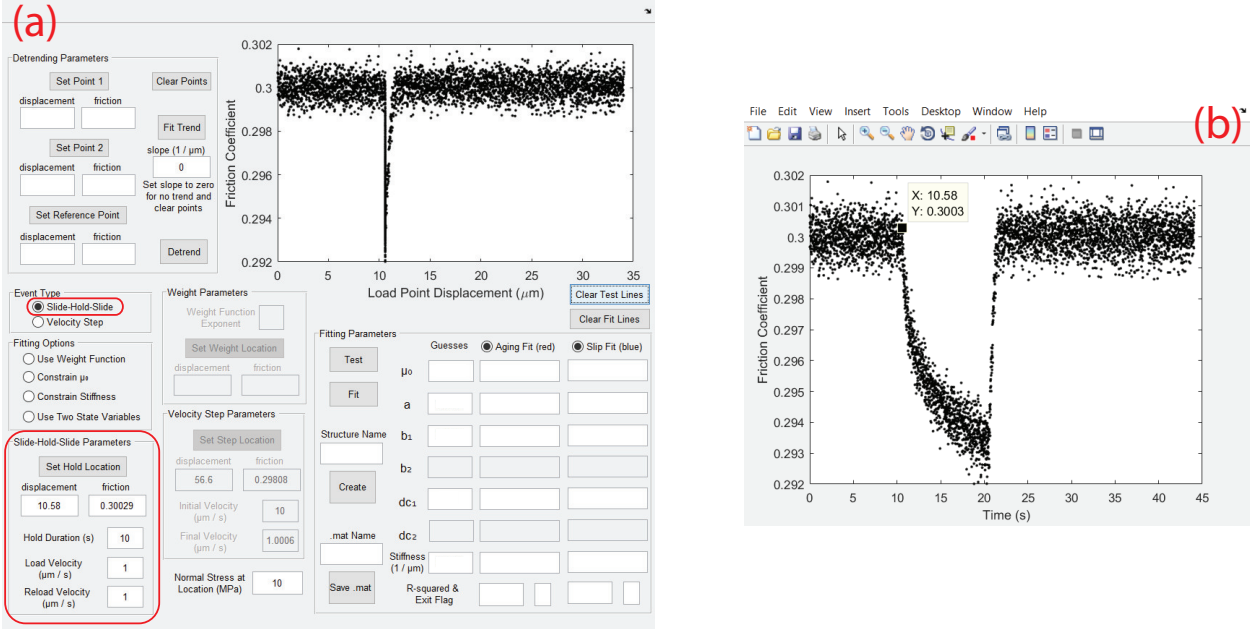 (a)
Detrending Parameters
Set Point 1
Clear Points
displacement friction
Fit Trend
Set Point 2
slope (1 / μm)
displacement friction
0
Set slope to zero
for no trend and
clear points
Set Reference Point
displacement friction
Detrend
0.302
0.3
0.298
0.296
0.294
0.292
Friction Coefficient
0 5 10 15 20 25 30 35
Load Point Displacement (μm)
Clear Test Lines
Clear Fit Lines
Event Type
Slide-Hold-Slide
Velocity Step
Fitting Options
Use Weight Function
Constrain μ₀
Constrain Stiffness
Use Two State Variables
Slide-Hold-Slide Parameters
Set Hold Location
displacement friction
10.58 0.30029
Hold Duration (s) 10
Load Velocity
(μm / s)
1
Reload Velocity
(μm / s)
1
Weight Parameters
Weight Function
Exponent
Set Weight Location
displacement friction
Velocity Step Parameters
Set Step Location
displacement friction
56.6 0.29808
Initial Velocity
(μm / s)
10
Final Velocity
(μm / s)
1.0006
Normal Stress at
Location (MPa)
10
Fitting Parameters
Guesses Aging Fit (red) Slip Fit (blue)
Test
μ₀
Fit
a
Structure Name
b₁
b₂
Create
dc₁
.mat Name
dc₂
Stiffness
(1 / μm)
Save .mat
R-squared &
Exit Flag
(b)
File Edit View Insert Tools Desktop Window Help
X: 10.58
Y: 0.3003
0.302
0.301
0.3
0.299
0.298
0.297
0.296
0.295
0.294
0.293
0.292
Friction Coefficient
0 5 10 15 20 25 30 35 40 45
Time (s)